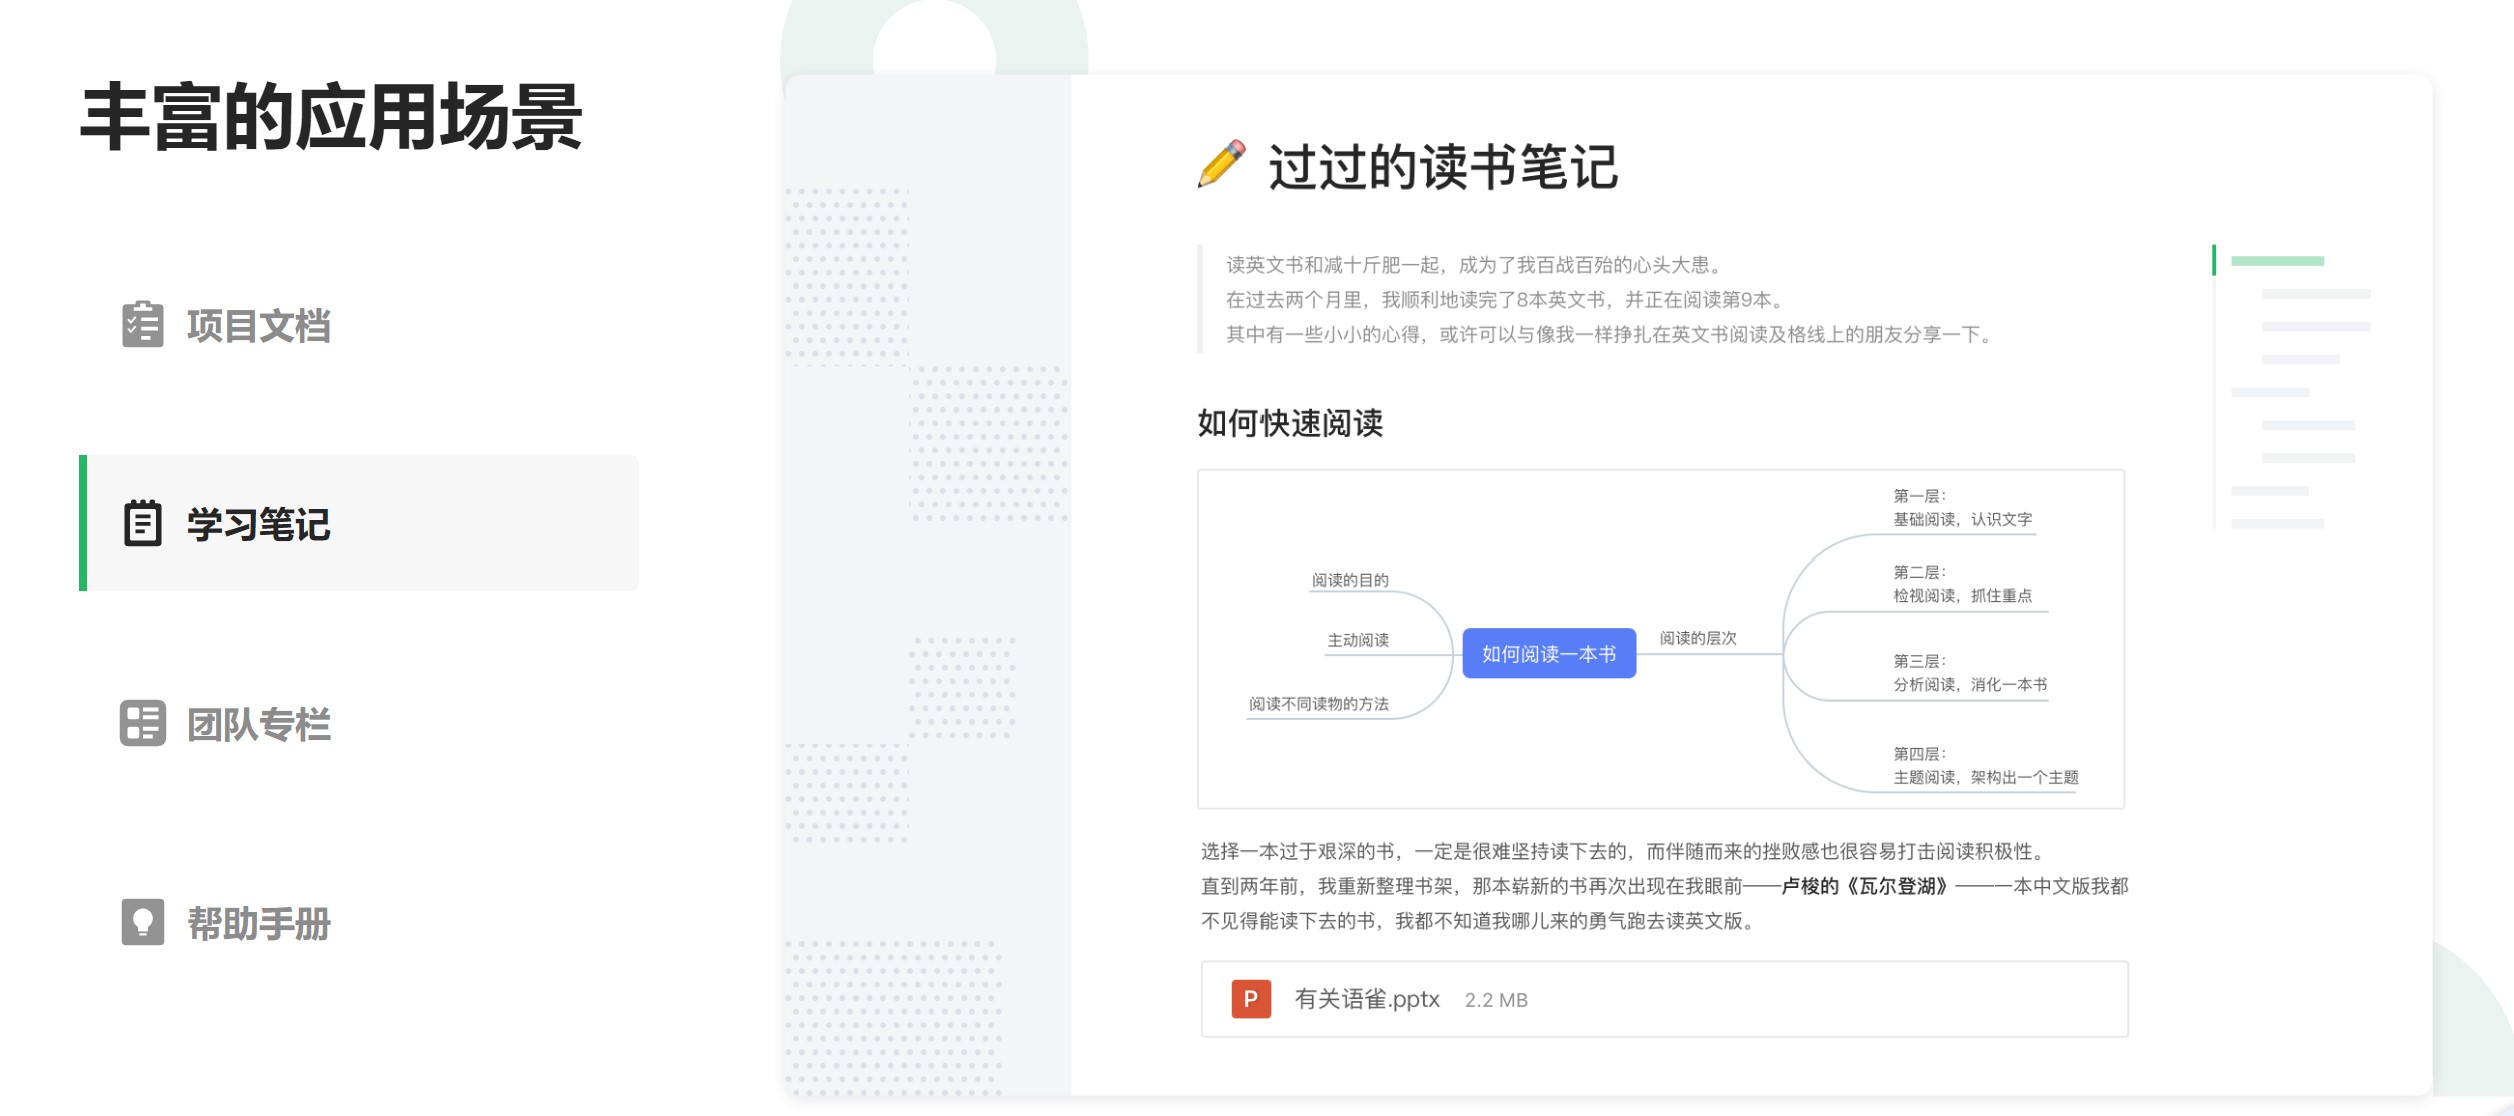 丰富的应用场景
项目文档
学习笔记
团队专栏
帮助手册
过过的读书笔记
读英文书和减十斤肥一起，成为了我百战百殆的心头大患。
在过去两个月里，我顺利地读完了8本英文书，并正在阅读第9本。
其中有一些小小的心得，或许可以与像我一样挣扎在英文书阅读及格线上的朋友分享一下。
如何快速阅读
阅读的目的
主动阅读
阅读不同读物的方法
如何阅读一本书
阅读的层次
第一层：
基础阅读，认识文字
第二层：
检视阅读，抓住重点
第三层：
分析阅读，消化一本书
第四层：
主题阅读，架构出一个主题
选择一本过于艰深的书，一定是很难坚持读下去的，而伴随而来的挫败感也很容易打击阅读积极性。
直到两年前，我重新整理书架，那本崭新的书再次出现在我眼前——卢梭的《瓦尔登湖》——一本中文版我都
不见得能读下去的书，我都不知道我哪儿来的勇气跑去读英文版。
P 有关语雀.pptx 2.2 MB